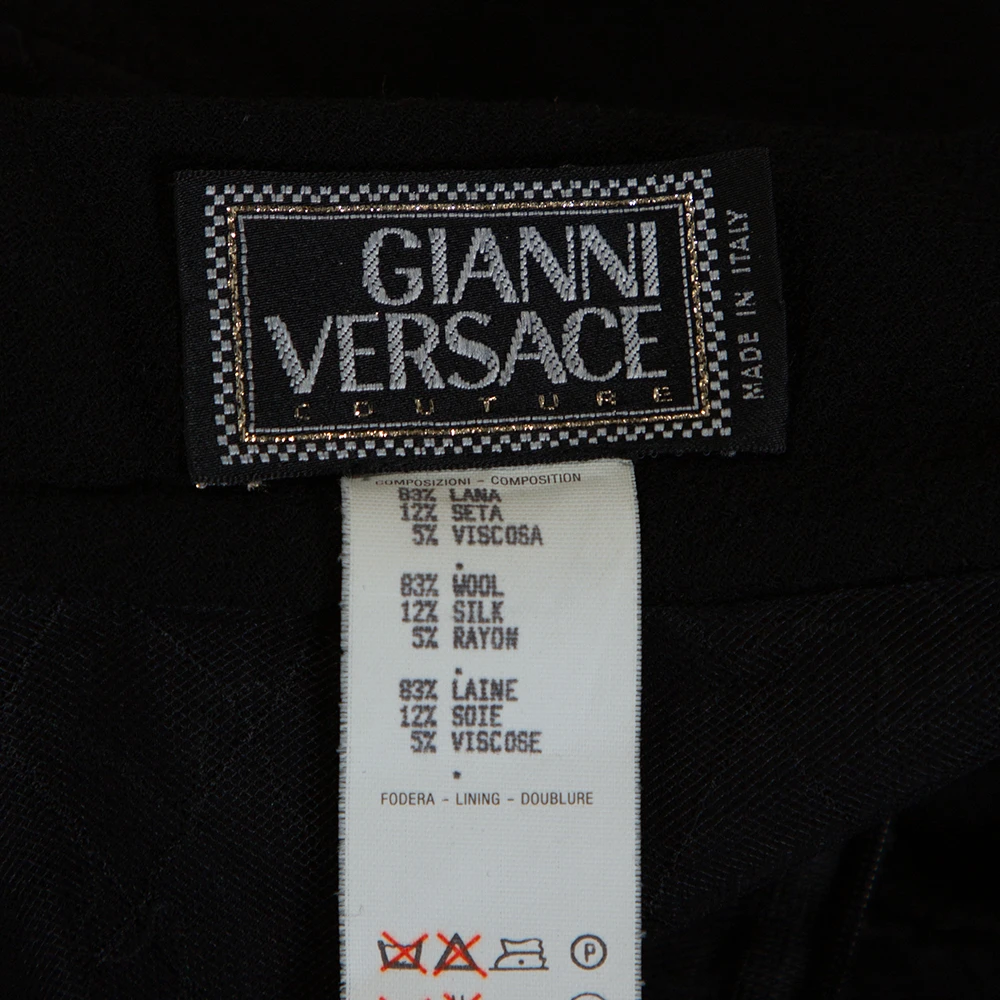 GIANNI
VERSACE
COUTURE
MADE IN ITALY
COMPOSIZIONI - COMPOSITION
83% LANA
12% SETA
5% VISCOSA
.
83% WOOL
12% SILK
5% RAYON
.
83% LAINE
12% SOIE
5% VISCOSE
.
FODERA - LINING - DOUBLURE
P